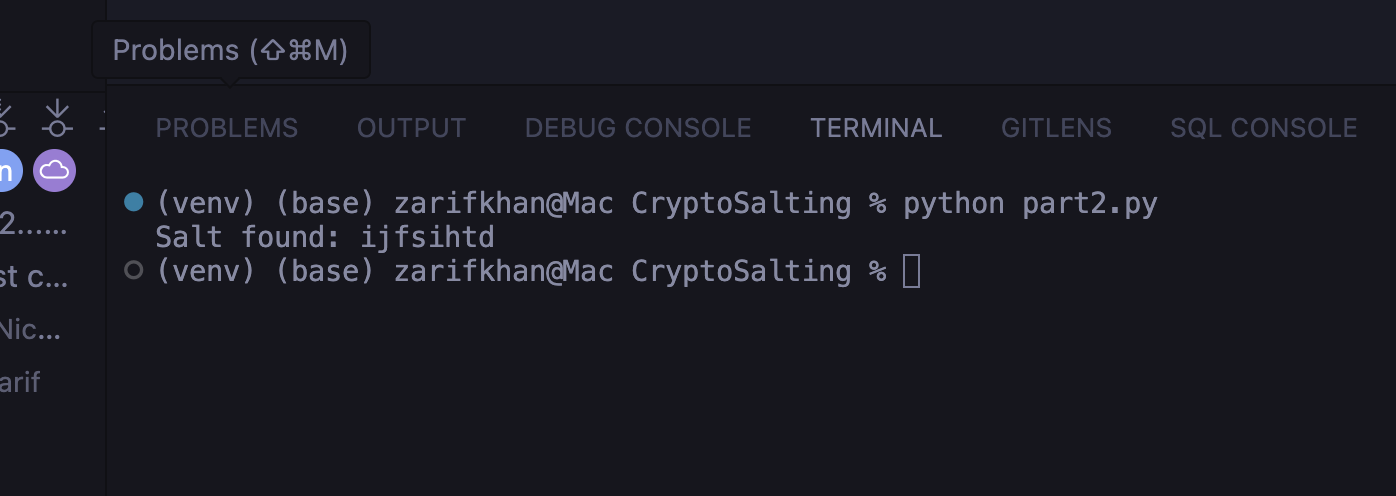 Problems (⇧⌘M)
PROBLEMS OUTPUT DEBUG CONSOLE TERMINAL GITLENS SQL CONSOLE
n
(venv) (base) zarifkhan@Mac CryptoSalting % python part2.py
2......
Salt found: ijfsihtd
(venv) (base) zarifkhan@Mac CryptoSalting %
st c...
Nic...
arif